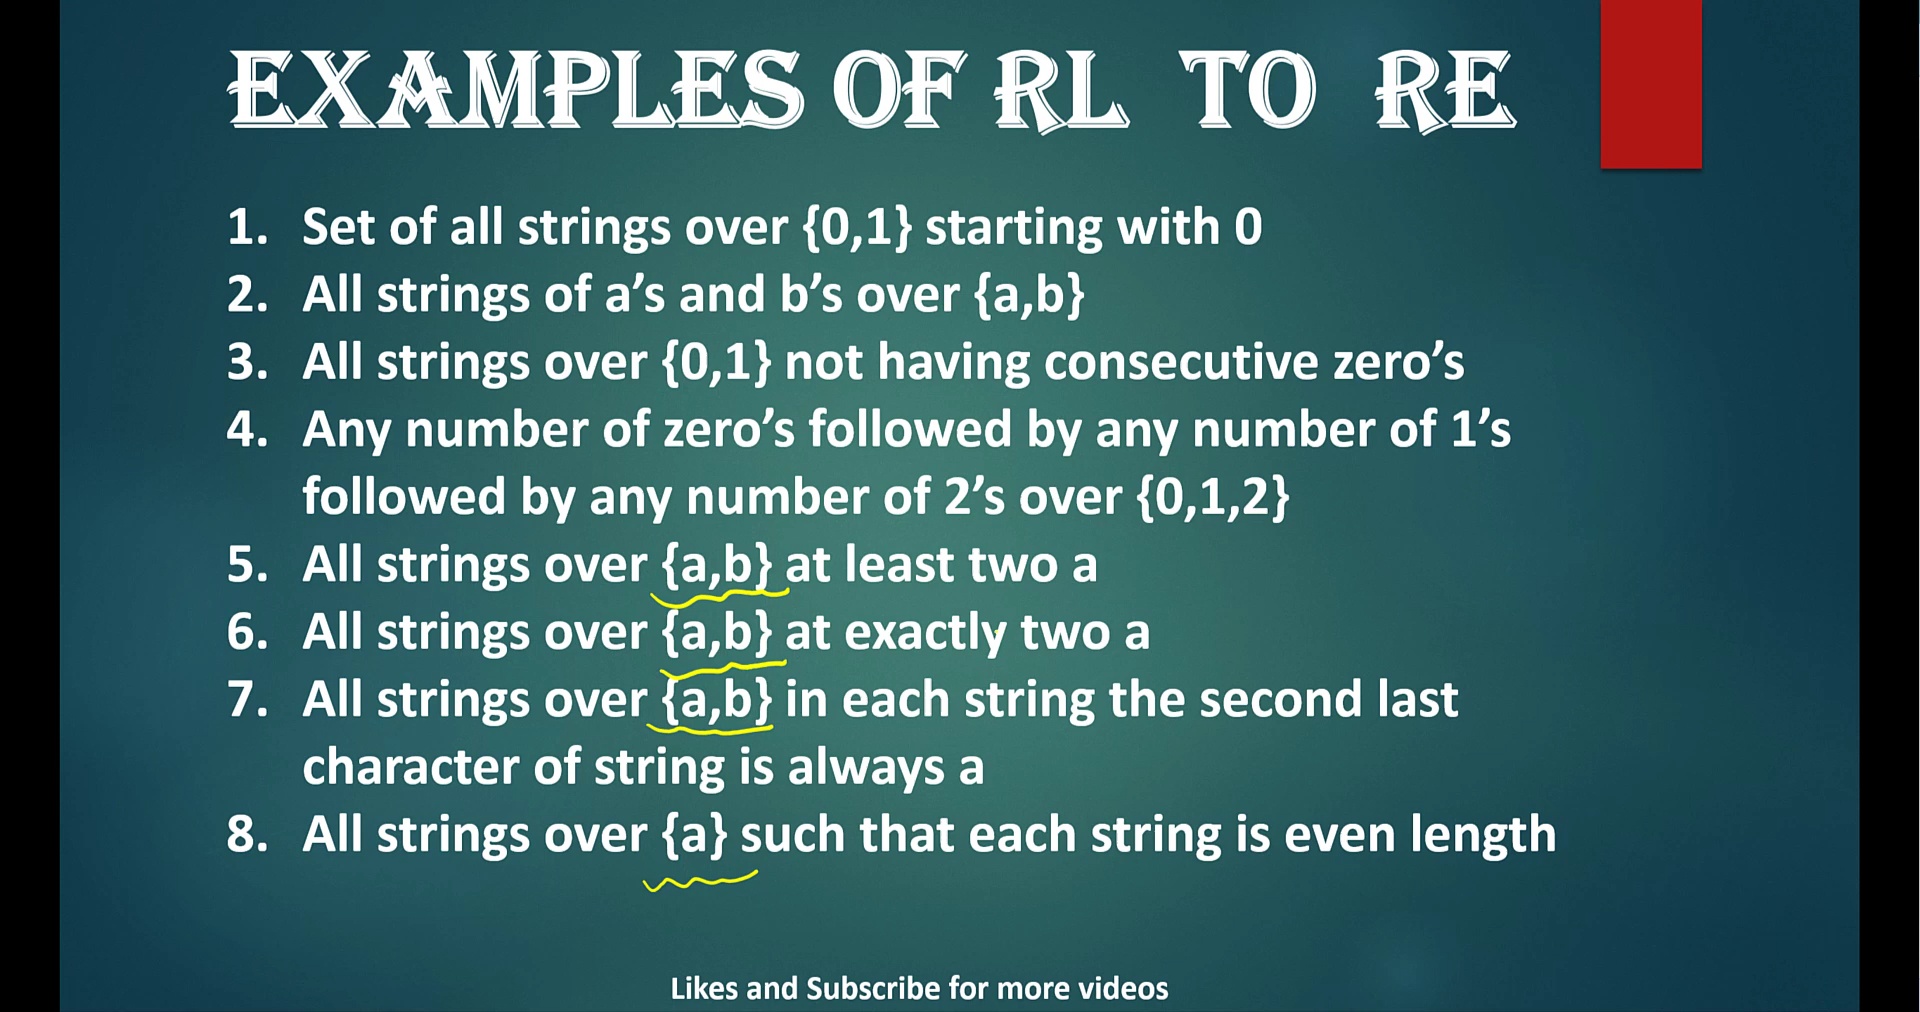 EXAMPLES OF RL TO RE
1. Set of all strings over {0,1} starting with 0
2. All strings of a’s and b’s over {a,b}
3. All strings over {0,1} not having consecutive zero’s
4. Any number of zero’s followed by any number of 1’s
followed by any number of 2’s over {0,1,2}
5. All strings over {a,b} at least two a
6. All strings over {a,b} at exactly two a
7. All strings over {a,b} in each string the second last
character of string is always a
8. All strings over {a} such that each string is even length
Likes and Subscribe for more videos